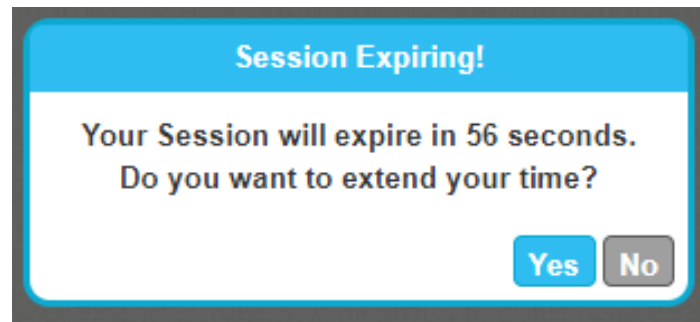 Session Expiring!
Your Session will expire in 56 seconds.
Do you want to extend your time?
Yes No